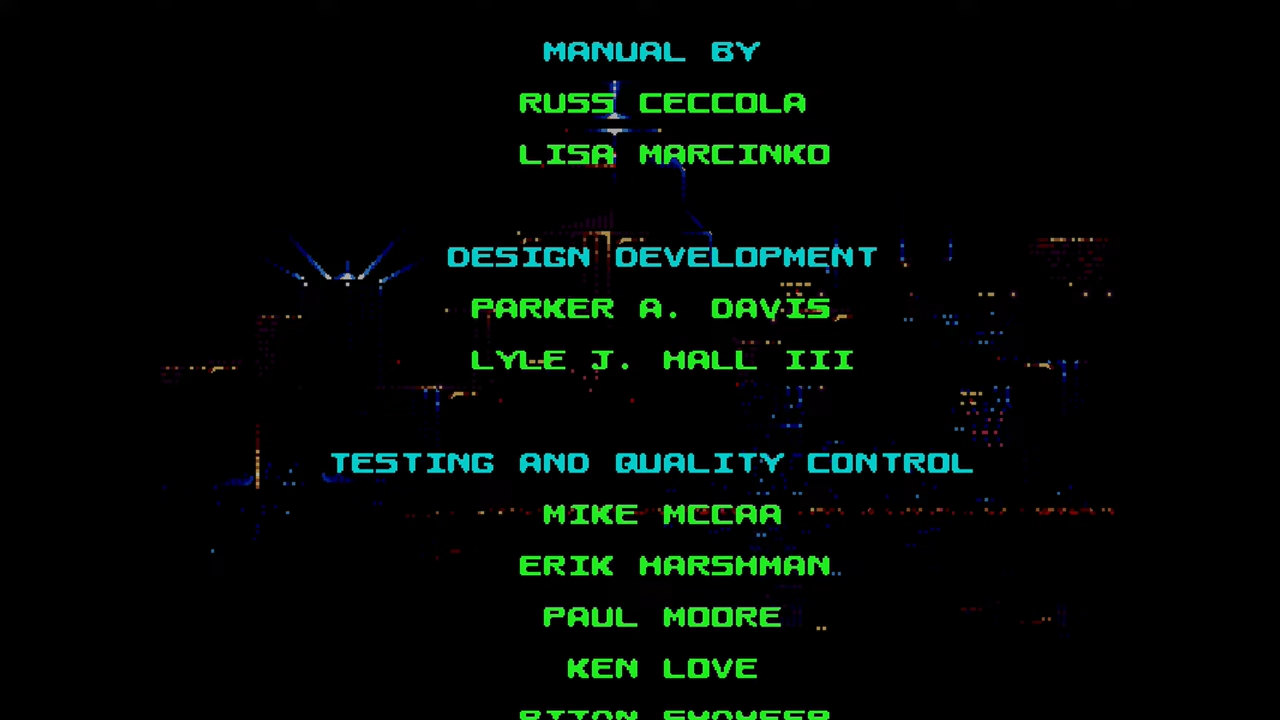 MANUAL BY
RUSS CECCOLA
LISA MARCINKO
DESIGN DEVELOPMENT
PARKER A. DAVIS
LYLE J. HALL III
TESTING AND QUALITY CONTROL
MIKE MCCAA
ERIK HARSHMAN
PAUL MOORE
KEN LOVE